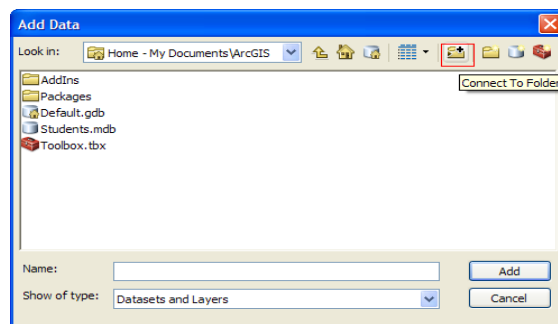 Add Data
Look in: Home - My Documents\ArcGIS
Connect To Folder
AddIns
Packages
Default.gdb
Students.mdb
Toolbox.tbx
Name: Add
Show of type: Datasets and Layers Cancel